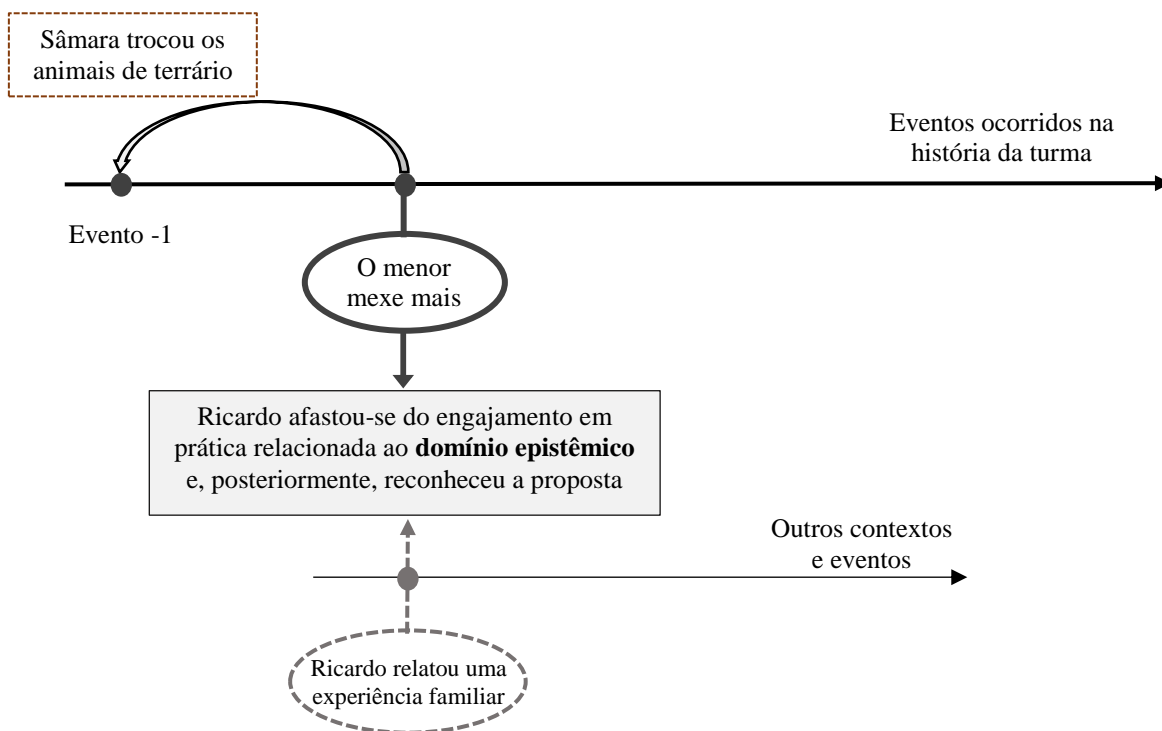 Sâmara trocou os
animais de terrário
Eventos ocorridos na
história da turma
Evento -1
O menor
mexe mais
Ricardo afastou-se do engajamento em
prática relacionada ao domínio epistêmico
e, posteriormente, reconheceu a proposta
Outros contextos
e eventos
Ricardo relatou uma
experiência familiar